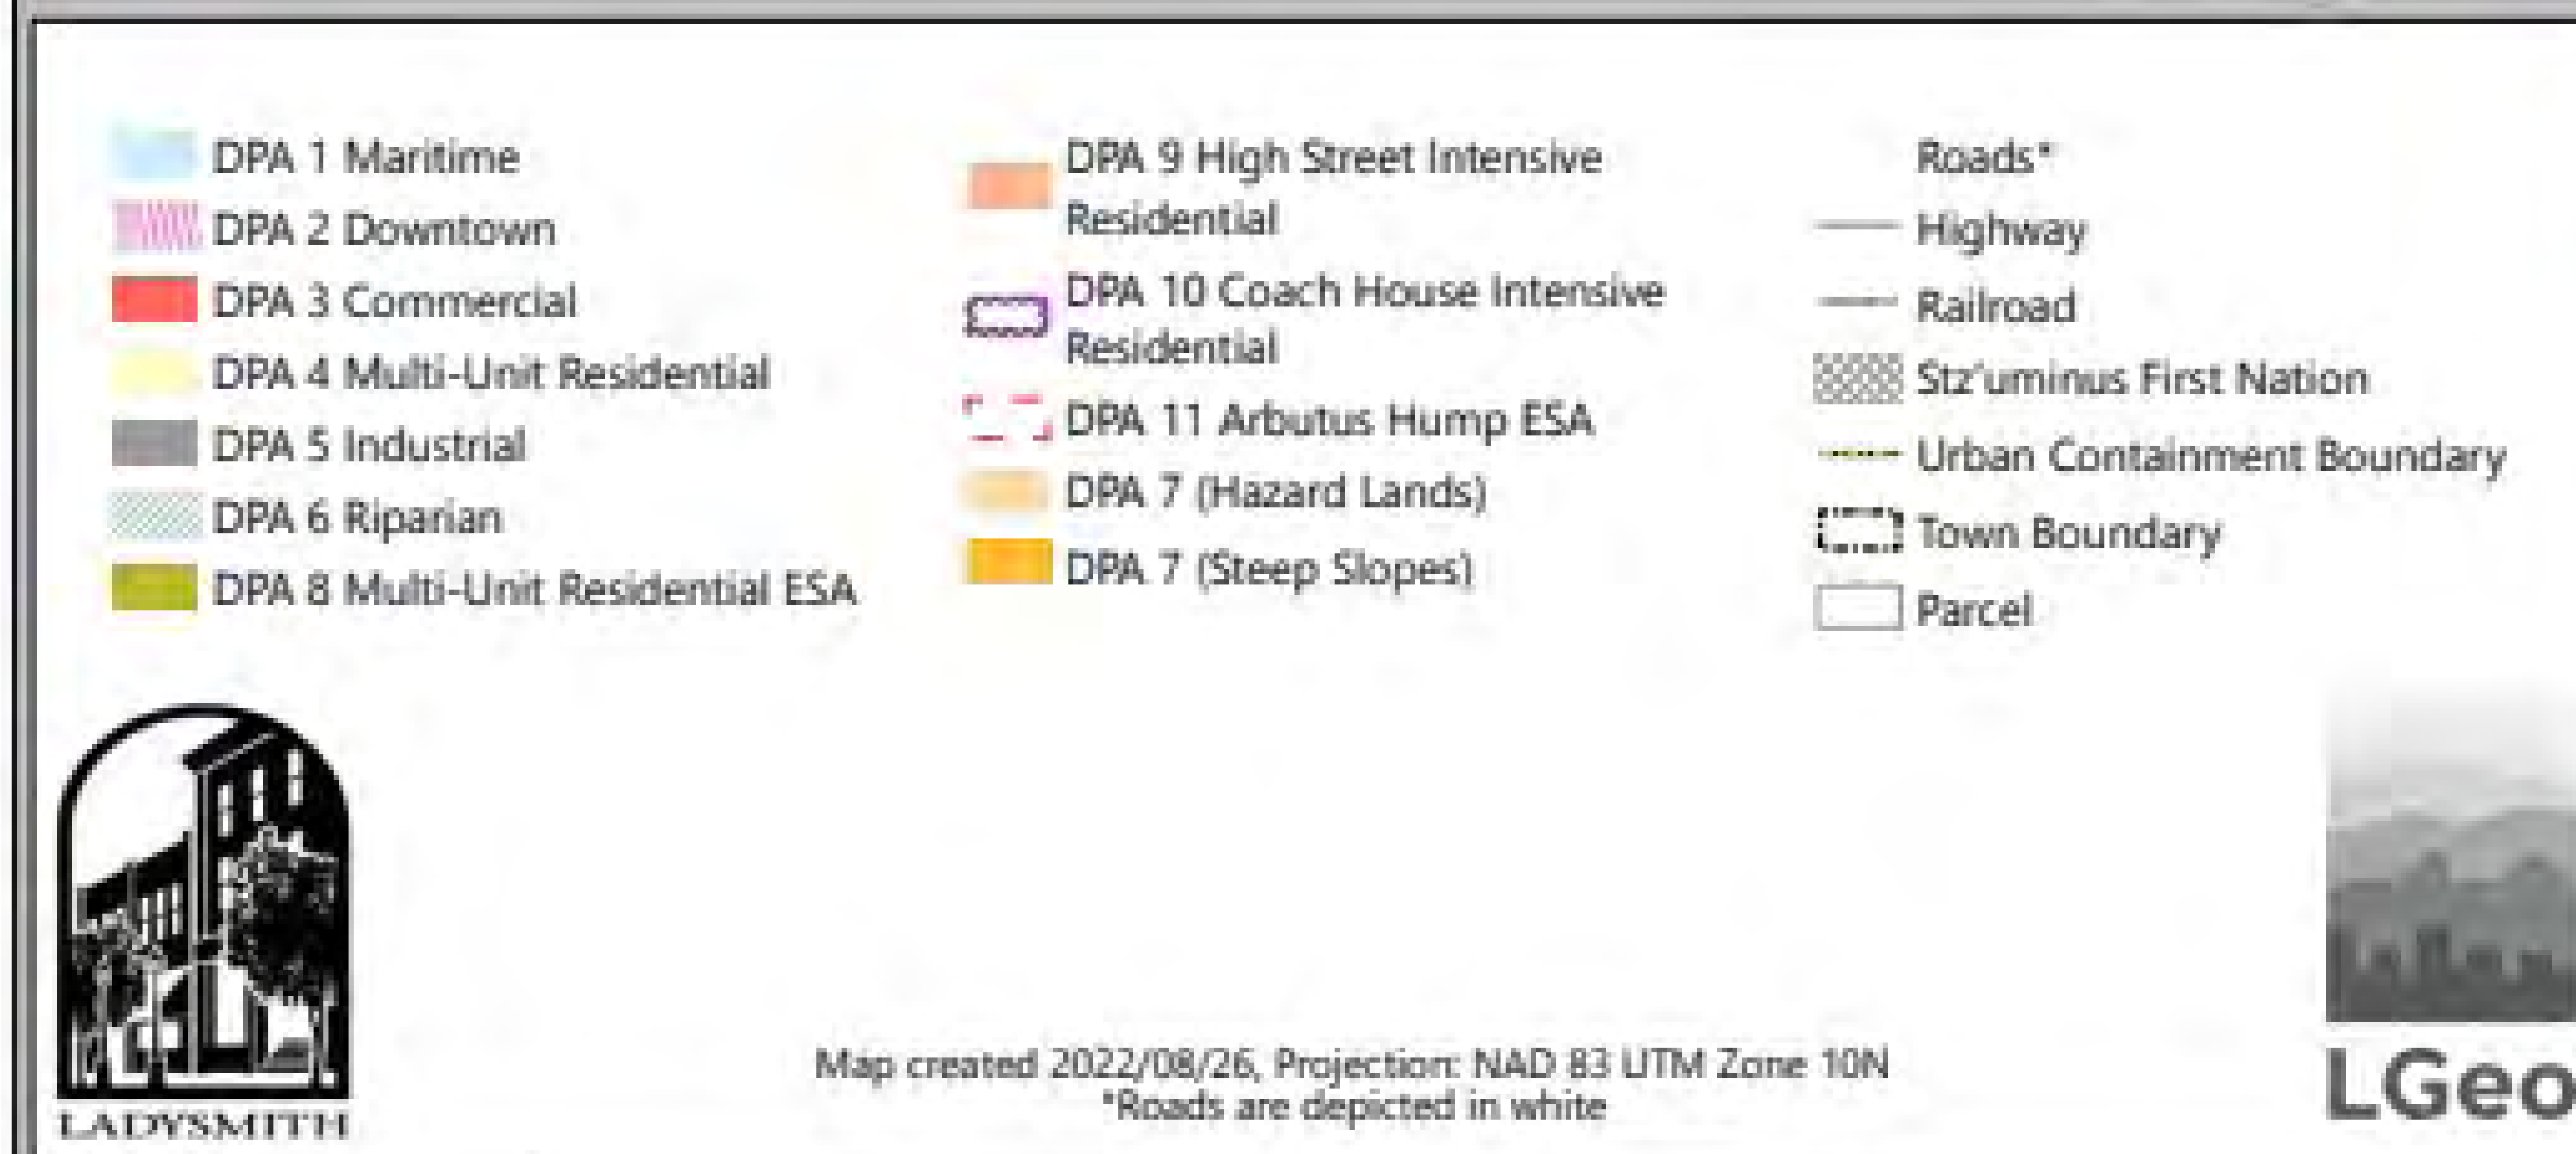 DPA 1 Maritime
DPA 2 Downtown
DPA 3 Commercial
DPA 4 Multi-Unit Residential
DPA 5 Industrial
DPA 6 Riparian
DPA 8 Multi-Unit Residential ESA
DPA 9 High Street Intensive
Residential
DPA 10 Coach House Intensive
Residential
DPA 11 Arbutus Hump ESA
DPA 7 (Hazard Lands)
DPA 7 (Steep Slopes)
Roads*
Highway
Railroad
Stz'uminus First Nation
Urban Containment Boundary
Town Boundary
Parcel
LADYSMITH
Map created 2022/08/26, Projection: NAD 83 UTM Zone 10N
*Roads are depicted in white
LGeo